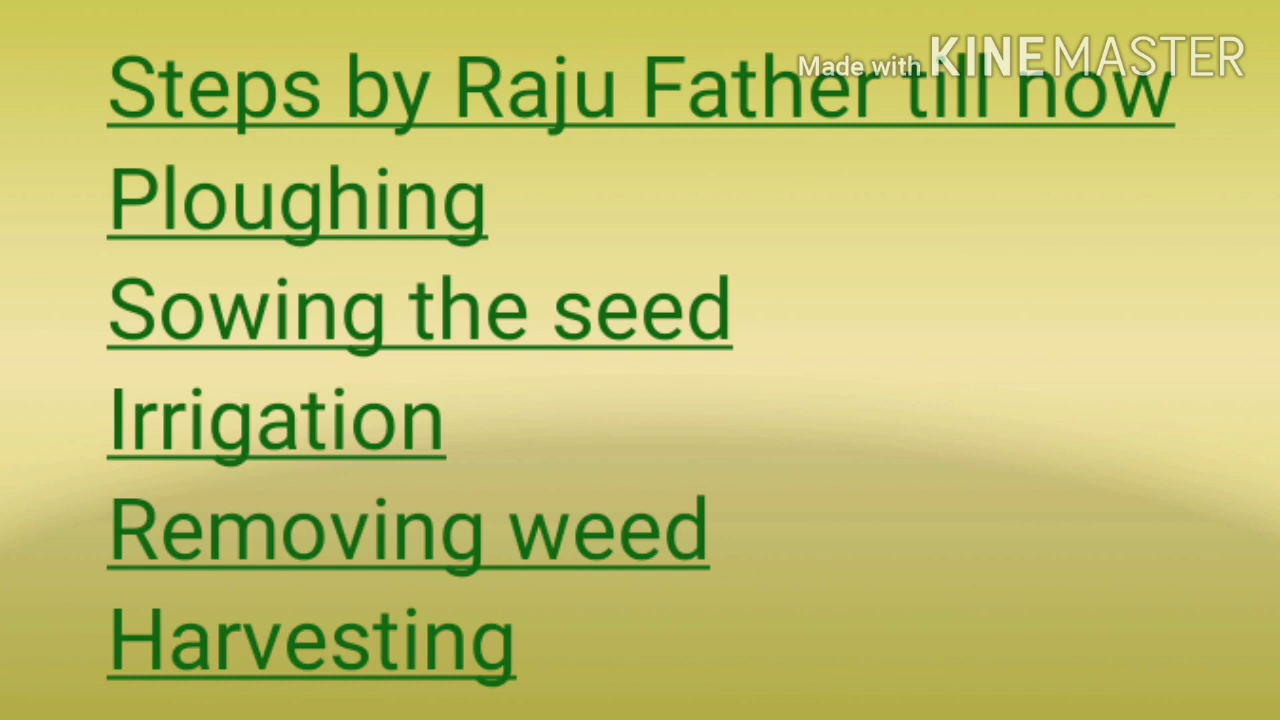 Made with KINEMASTER
Steps by Raju Father till now
Ploughing
Sowing the seed
Irrigation
Removing weed
Harvesting